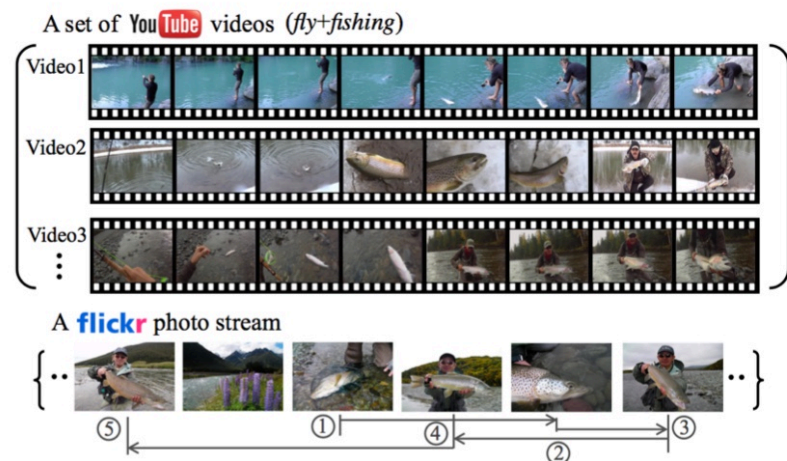 A set of YouTube videos (fly+fishing)
Video1
Video2
Video3
A flickr photo stream
⑤ ① ④ ③
②